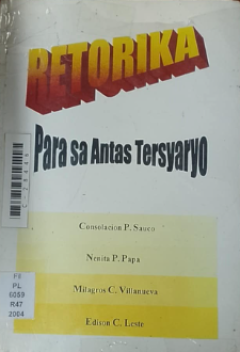 RETORIKA
Para sa Antas Tersyaryo
Consolacion P. Sauco
Nenita P. Papa
Milagros C. Villanueva
Edison C. Leste
PL
6059
R47
2004